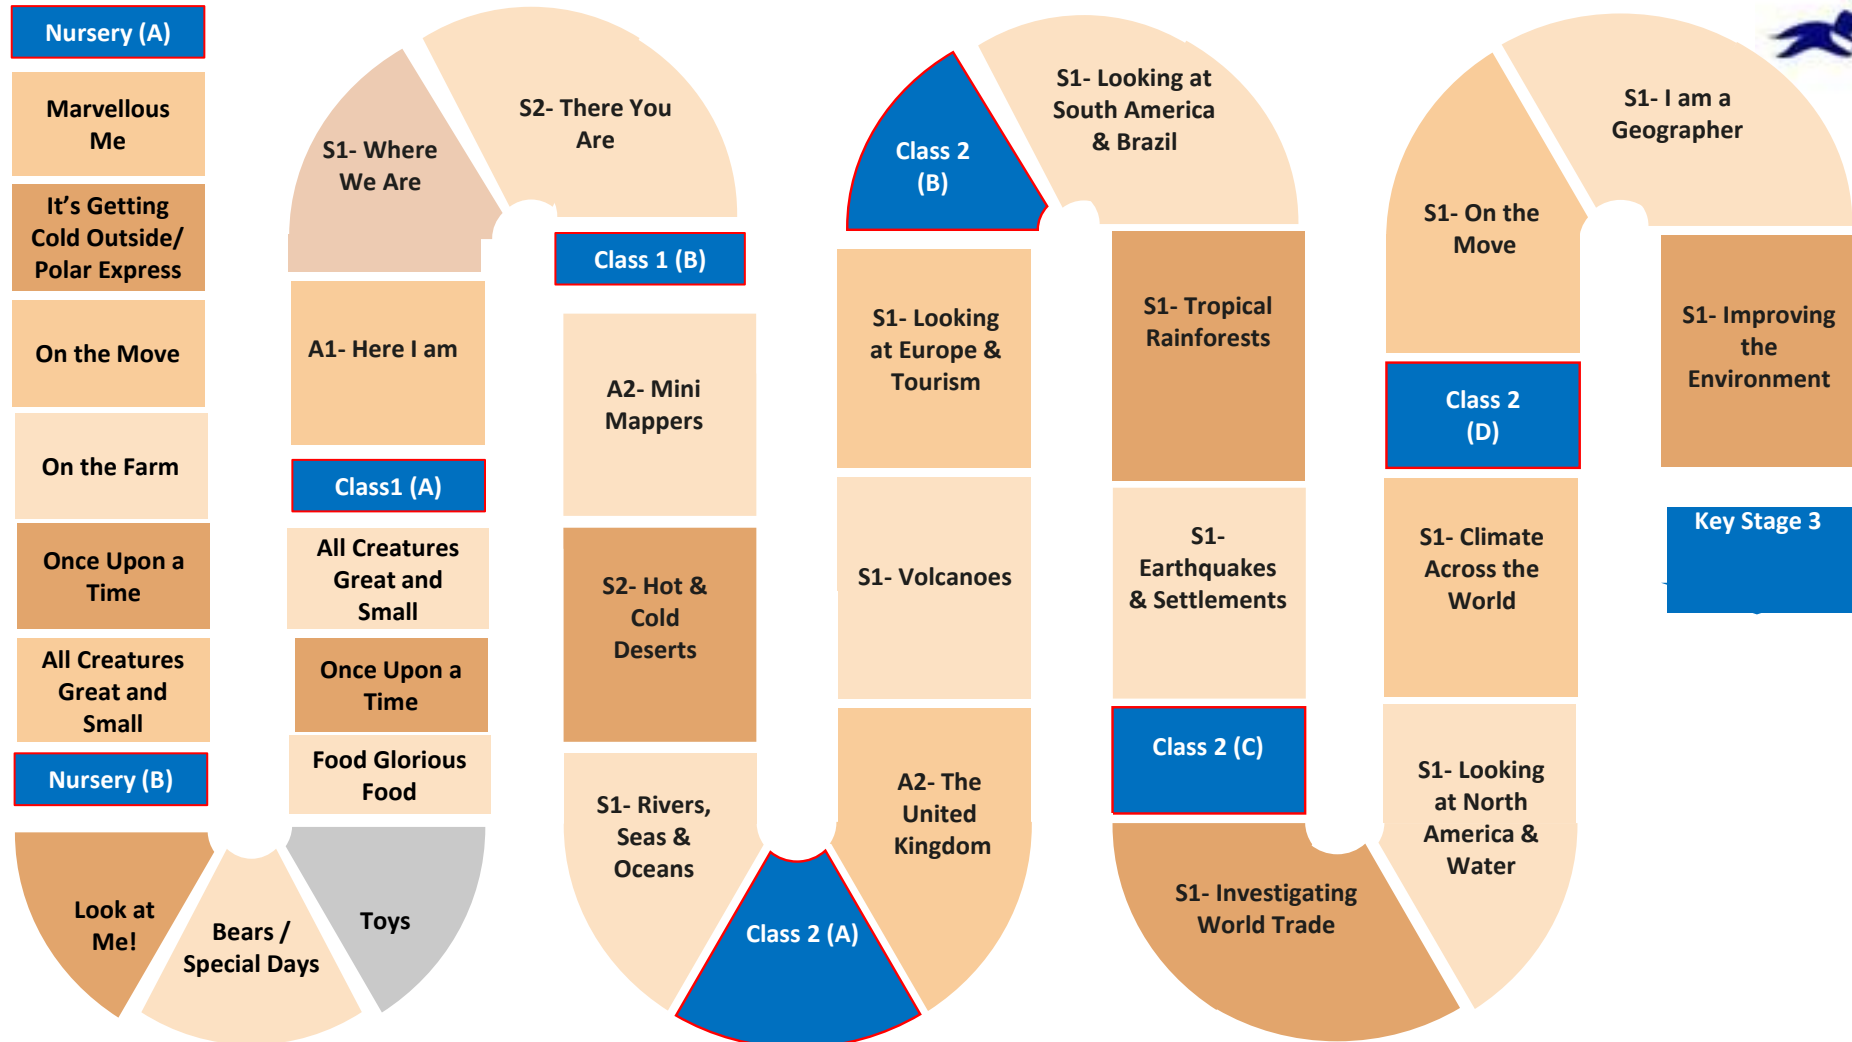 Nursery (A)
Marvellous
Me
It's Getting
Cold Outside/
Polar Express
On the Move
On the Farm
Once Upon a
Time
All Creatures
Great and
Small
Nursery (B)
Look at
Me!
Bears /
Special Days
Toys
Food Glorious
Food
Once Upon a
Time
All Creatures
Great and
Small
Class1 (A)
A1- Here I am
S1- Where
We Are
S2- There You
Are
Class 1 (B)
A2- Mini
Mappers
S2- Hot &
Cold
Deserts
S1- Rivers,
Seas &
Oceans
Class 2 (A)
A2- The
United
Kingdom
S1- Volcanoes
S1- Looking
at Europe &
Tourism
Class 2
(B)
S1- Looking at
South America
& Brazil
S1- Tropical
Rainforests
S1-
Earthquakes
& Settlements
Class 2 (C)
S1- Investigating
World Trade
S1- Looking
at North
America &
Water
S1- Climate
Across the
World
Class 2
(D)
S1- On the
Move
S1- I am a
Geographer
S1- Improving
the
Environment
Key Stage 3